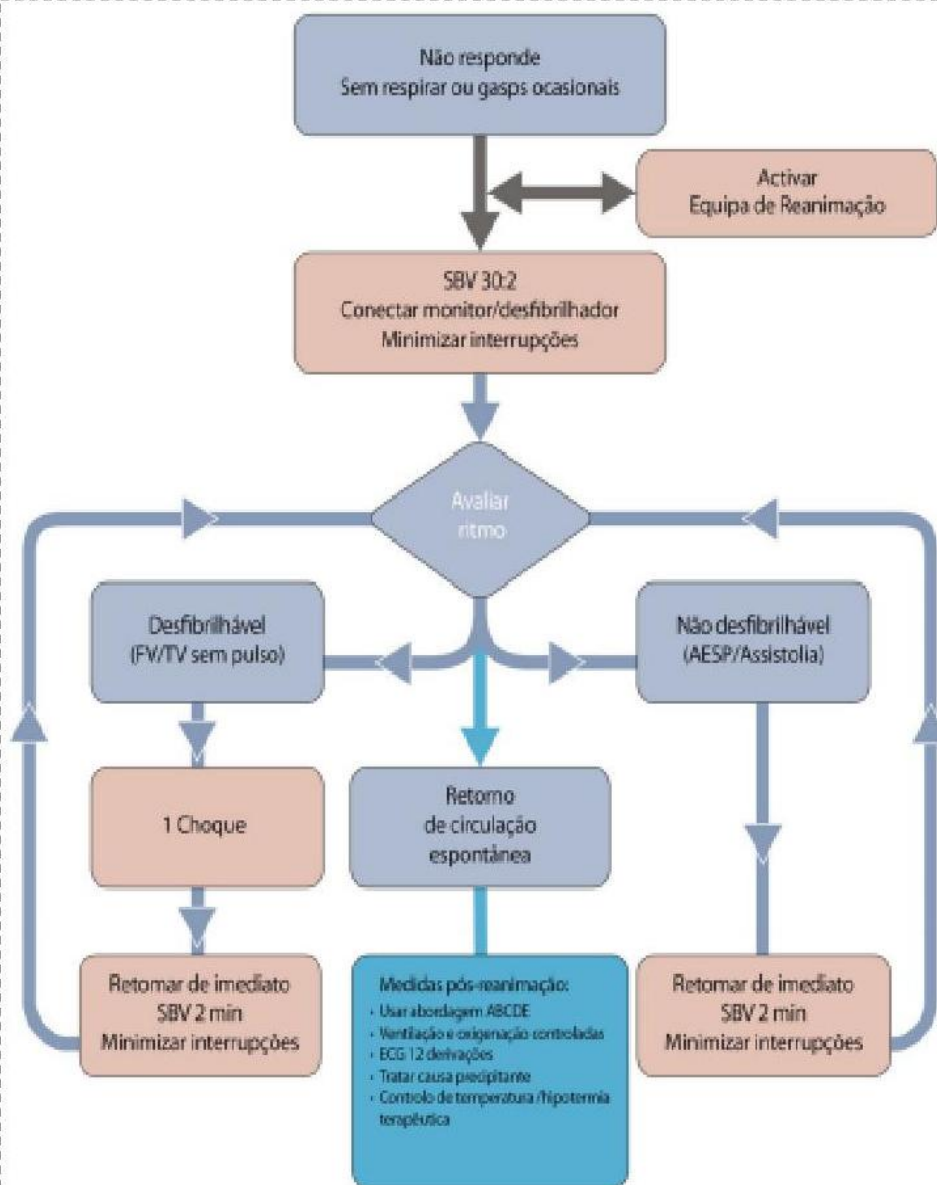 Não responde
Sem respirar ou gasps ocasionais
Activar
Equipa de Reanimação
SBV 30:2
Conectar monitor/desfibrilhador
Minimizar interrupções
Avaliar
ritmo
Desfibrilhável
(FV/TV sem pulso)
Não desfibrilhável
(AESP/Assistolia)
1 Choque
Retorno
de circulação
espontânea
Retomar de imediato
SBV 2 min
Minimizar interrupções
Medidas pós-reanimação:
• Usar abordagem ABCDE
• Ventilação e oxigenação controladas
• ECG 12 derivações
• Tratar causa precipitante
• Controlo de temperatura /hipotermia
terapêutica
Retomar de imediato
SBV 2 min
Minimizar interrupções